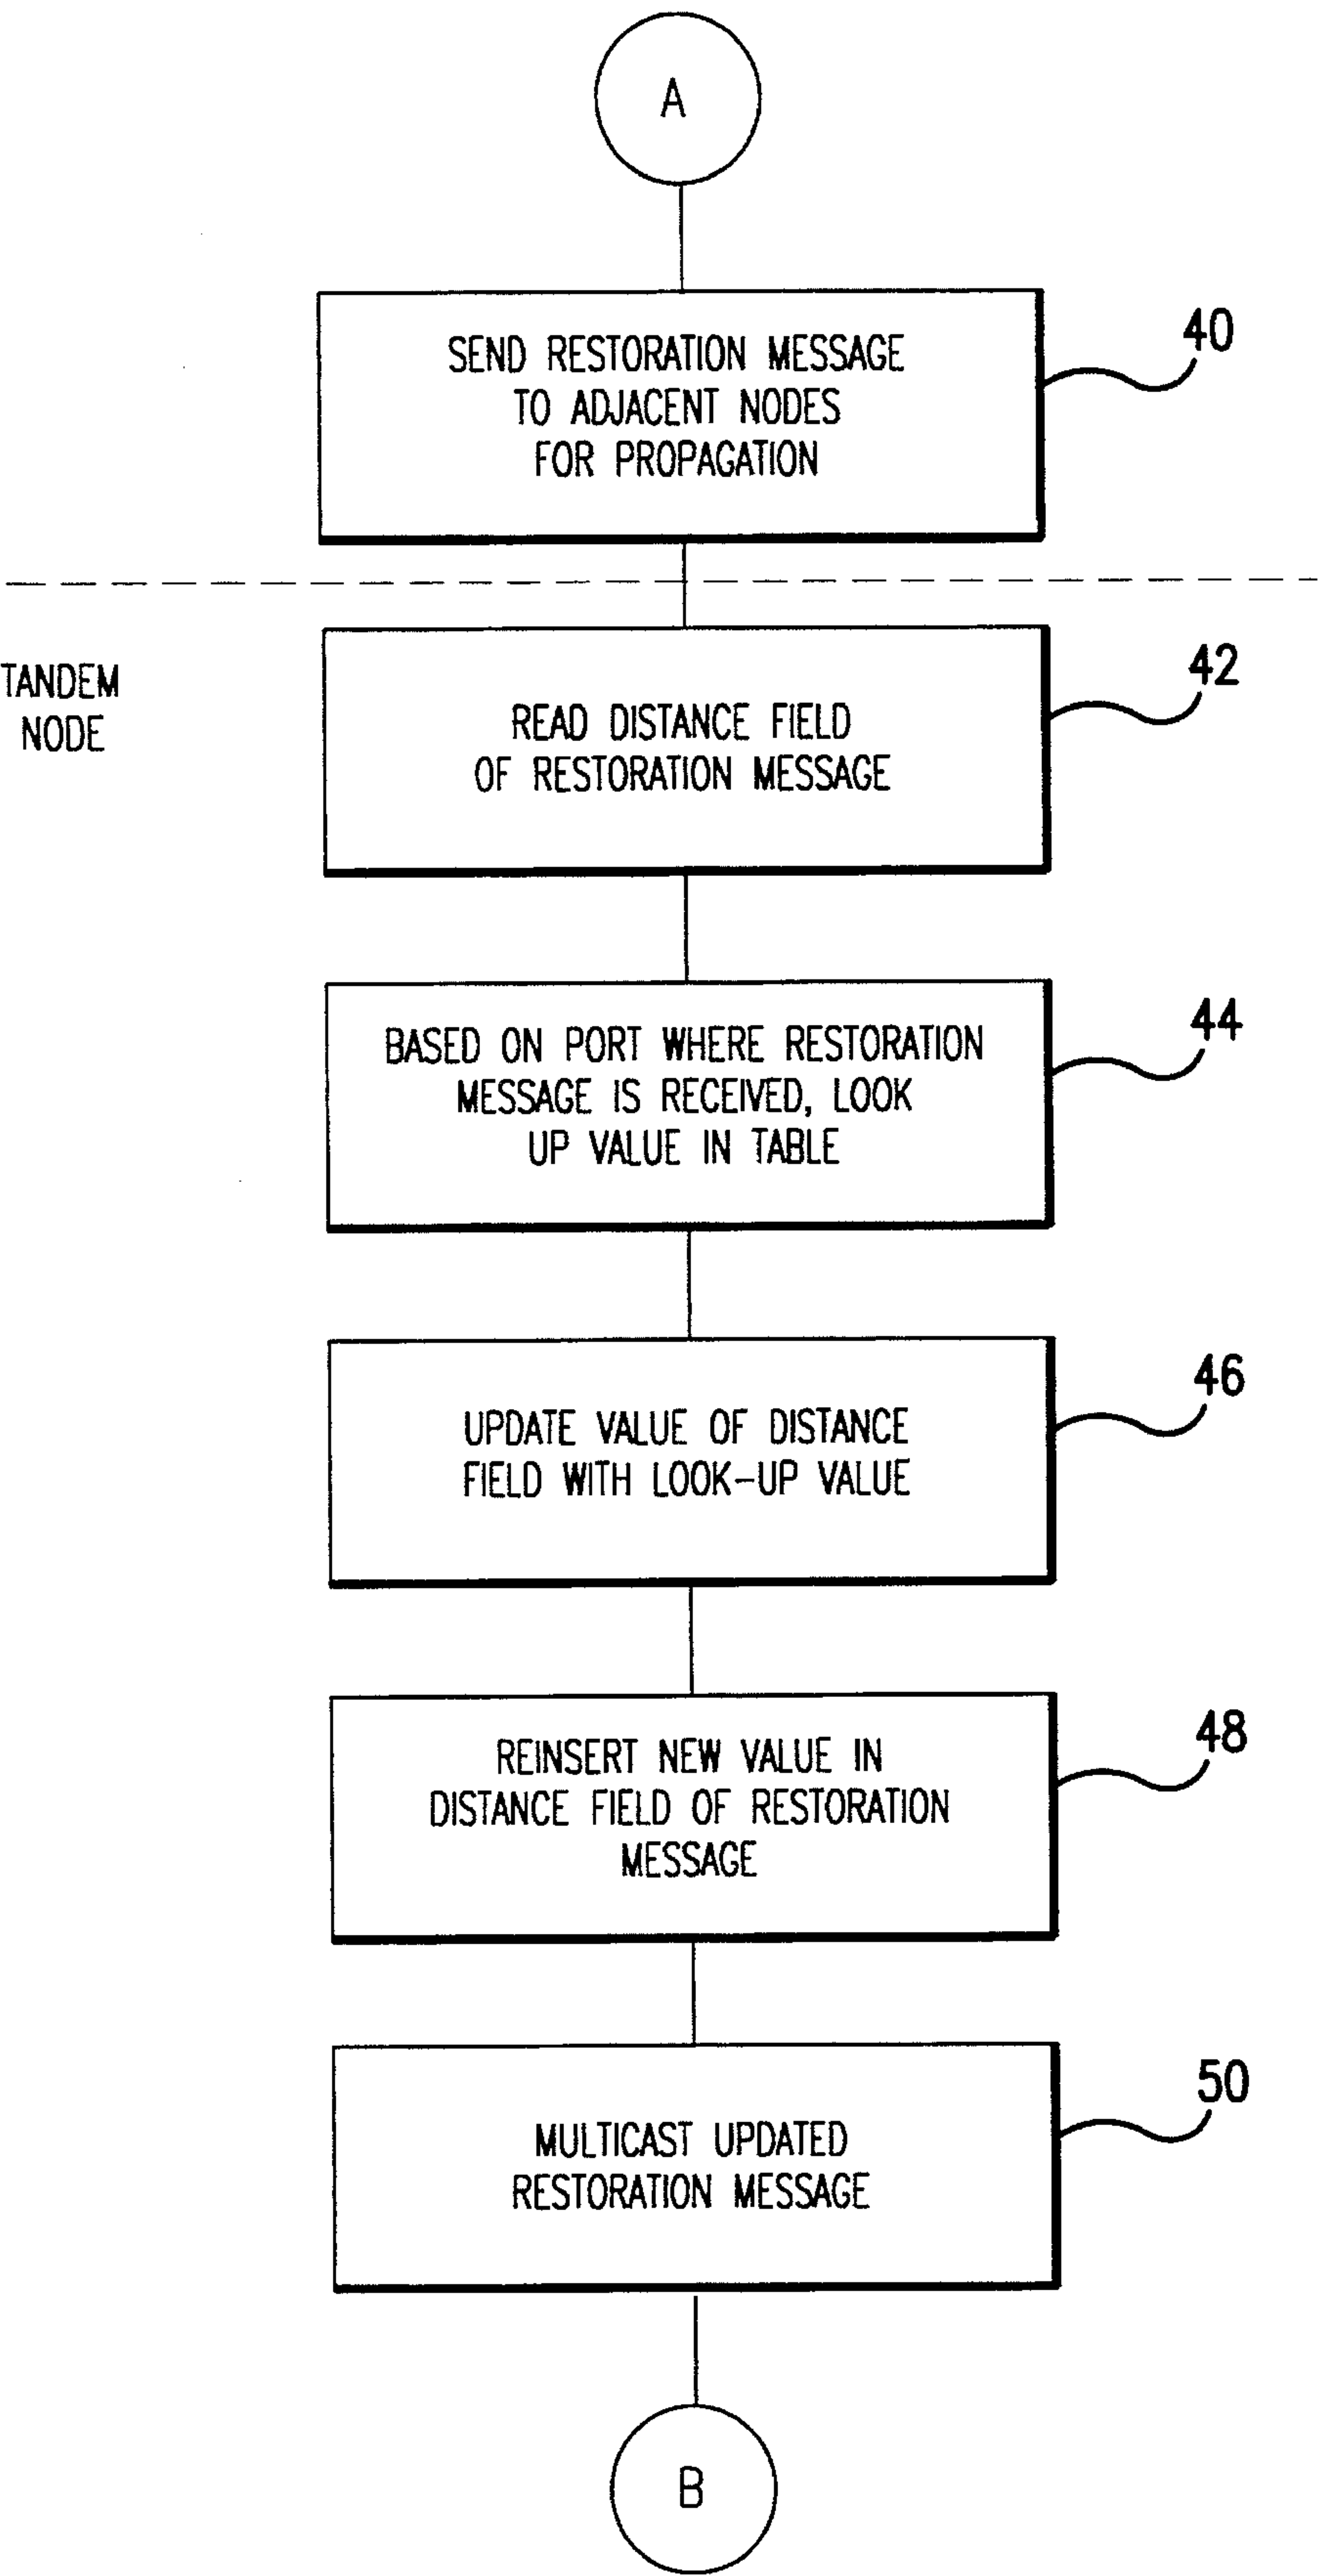 A
SEND RESTORATION MESSAGE
TO ADJACENT NODES
FOR PROPAGATION
40
TANDEM
NODE
READ DISTANCE FIELD
OF RESTORATION MESSAGE
42
BASED ON PORT WHERE RESTORATION
MESSAGE IS RECEIVED, LOOK
UP VALUE IN TABLE
44
UPDATE VALUE OF DISTANCE
FIELD WITH LOOK-UP VALUE
46
REINSERT NEW VALUE IN
DISTANCE FIELD OF RESTORATION
MESSAGE
48
MULTICAST UPDATED
RESTORATION MESSAGE
50
B